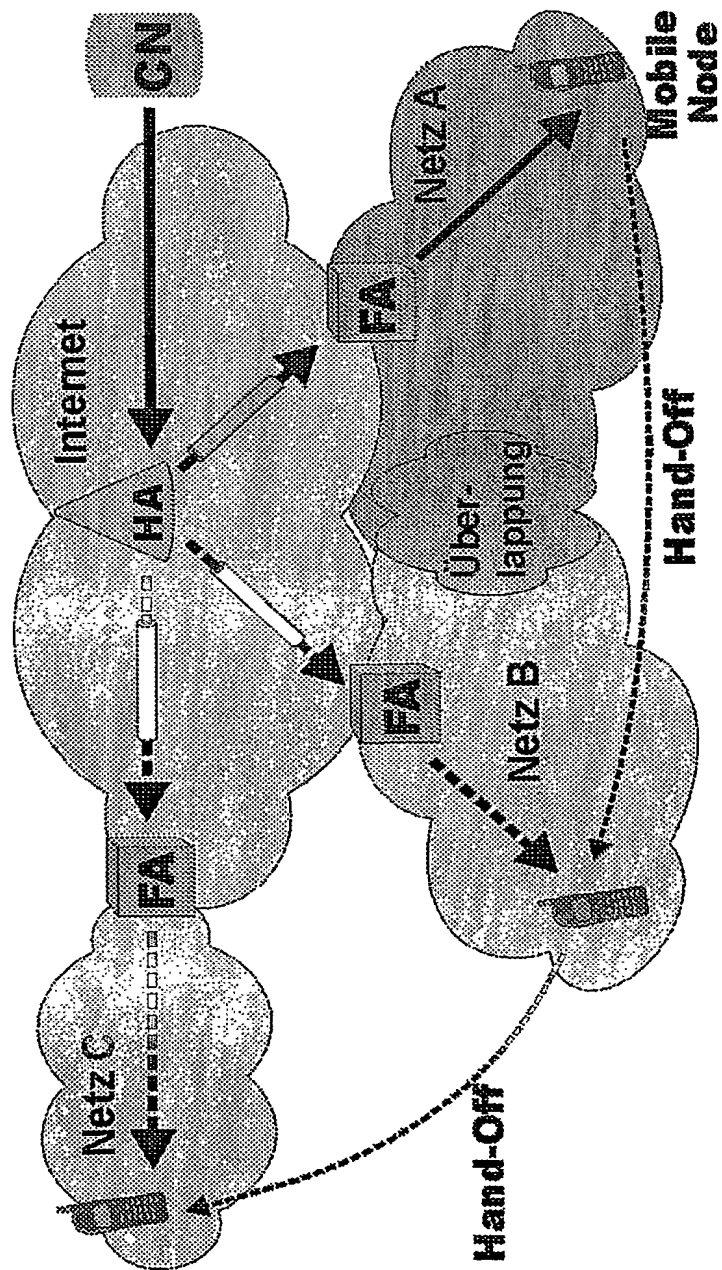 Internet
Netz C
FA
HA
CN
FA
FA
Netz A
Über-
lappung
Netz B
Hand-Off
Hand-Off
Mobile
Node